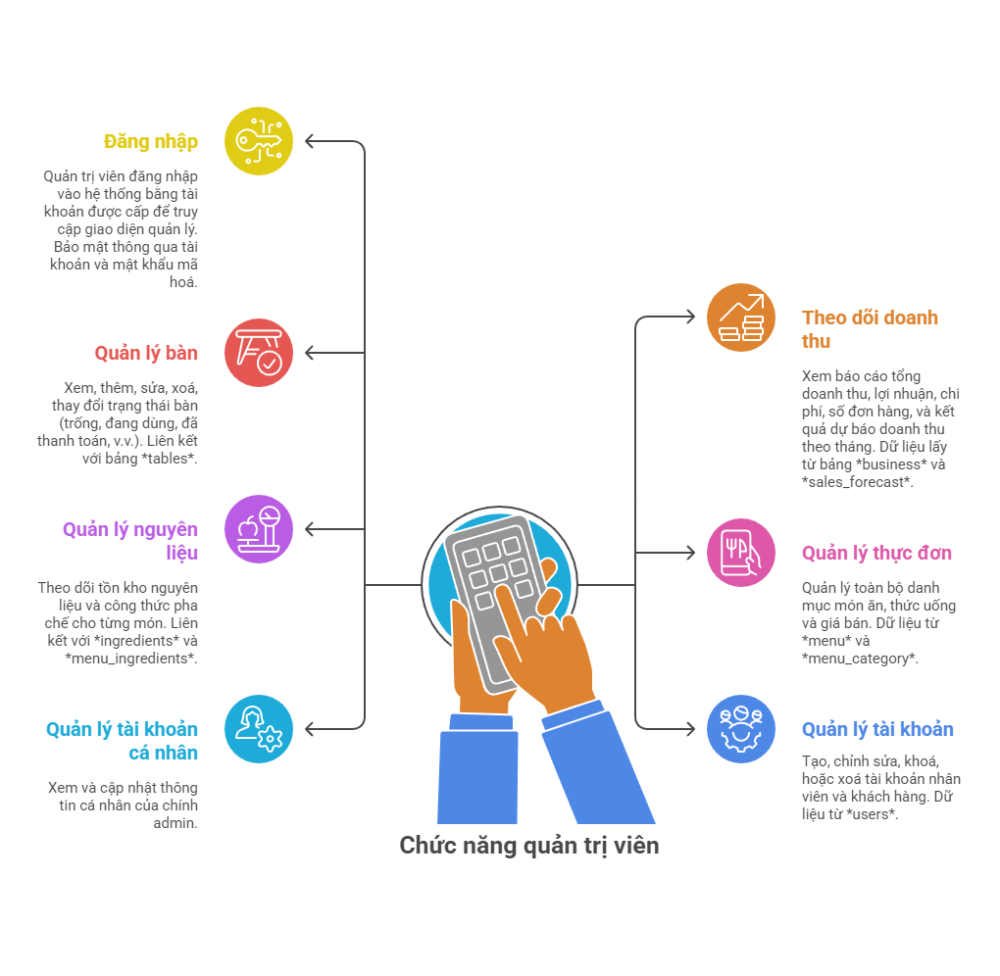 Đăng nhập
Quản trị viên đăng nhập
vào hệ thống bằng tài
khoản được cấp để truy
cập giao diện quản lý.
Bảo mật thông qua tài
khoản và mật khẩu mã
hoá.
Quản lý bàn
Xem, thêm, sửa, xoá,
thay đổi trạng thái bàn
(trống, đang dùng, đã
thanh toán, v.v.). Liên kết
với bảng *tables*.
Quản lý nguyên
liệu
Theo dõi tồn kho nguyên
liệu và công thức pha
chế cho từng món. Liên
kết với *ingredients* và
*menu_ingredients*.
Quản lý tài khoản
cá nhân
Xem và cập nhật thông
tin cá nhân của chính
admin.
Theo dõi doanh
thu
Xem báo cáo tổng
doanh thu, lợi nhuận, chi
phí, số đơn hàng, và kết
quả dự báo doanh thu
theo tháng. Dữ liệu lấy
từ bảng *business* và
*sales_forecast*.
Quản lý thực đơn
Quản lý toàn bộ danh
mục món ăn, thức uống
và giá bán. Dữ liệu từ
*menu* và
*menu_category*.
Quản lý tài khoản
Tạo, chỉnh sửa, khoá,
hoặc xoá tài khoản nhân
viên và khách hàng. Dữ
liệu từ *users*.
Chức năng quản trị viên